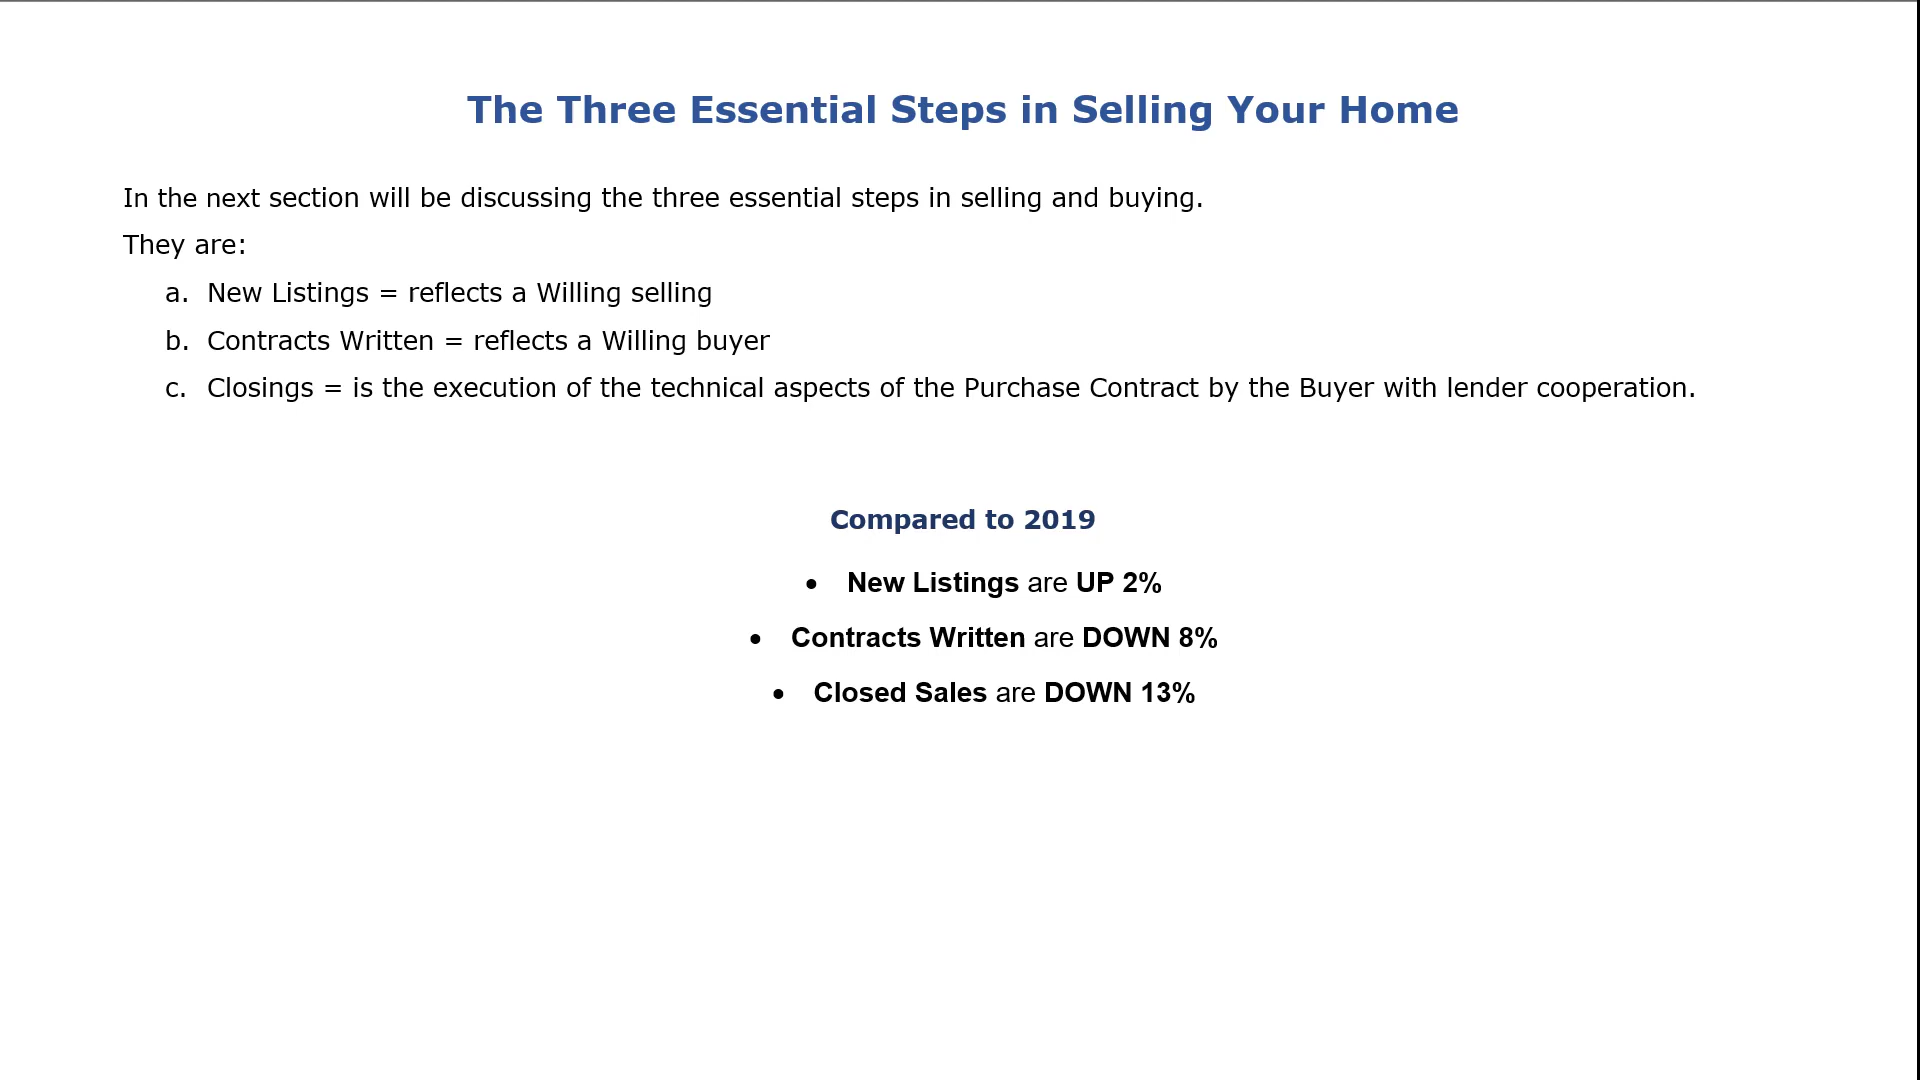 The Three Essential Steps in Selling Your Home
In the next section will be discussing the three essential steps in selling and buying.
They are:
a. New Listings = reflects a Willing selling
b. Contracts Written = reflects a Willing buyer
c. Closings = is the execution of the technical aspects of the Purchase Contract by the Buyer with lender cooperation.
Compared to 2019
• New Listings are UP 2%
• Contracts Written are DOWN 8%
• Closed Sales are DOWN 13%